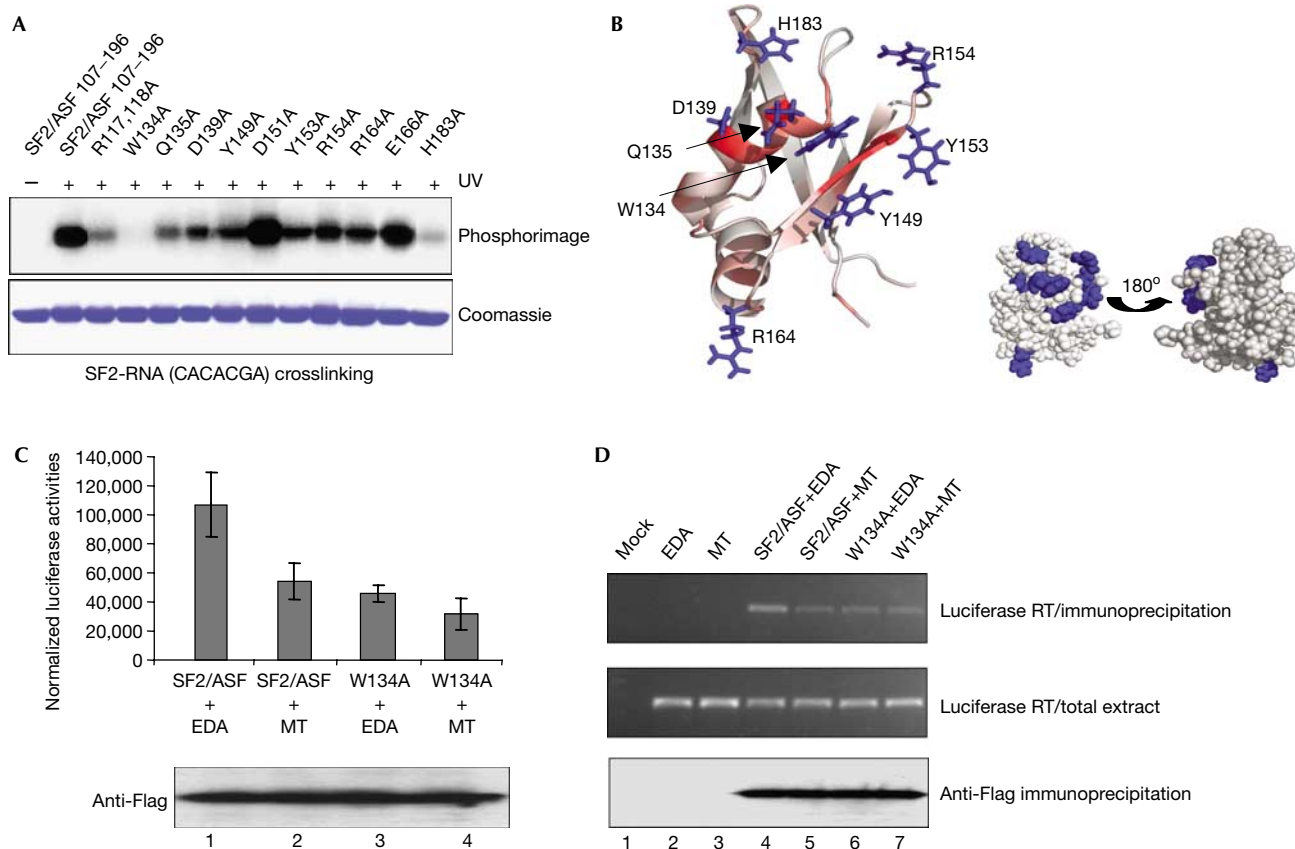 A
SF2/ASF 107–196
SF2/ASF 107–196
R117,118A
W134A
Q135A
D139A
Y149A
D151A
Y153A
R154A
R164A
E166A
H183A
– + + + + + + + + + + + + UV
Phosphorimage
Coomassie
SF2-RNA (CACACGA) crosslinking
B
H183
R154
D139
Q135
Y153
W134
Y149
R164
180°
C
Normalized luciferase activities
140,000
120,000
100,000
80,000
60,000
40,000
20,000
0
SF2/ASF + EDA
SF2/ASF + MT
W134A + EDA
W134A + MT
Anti-Flag
1 2 3 4
D
Mock
EDA
MT
SF2/ASF+EDA
SF2/ASF+MT
W134A+EDA
W134A+MT
Luciferase RT/immunoprecipitation
Luciferase RT/total extract
Anti-Flag immunoprecipitation
1 2 3 4 5 6 7